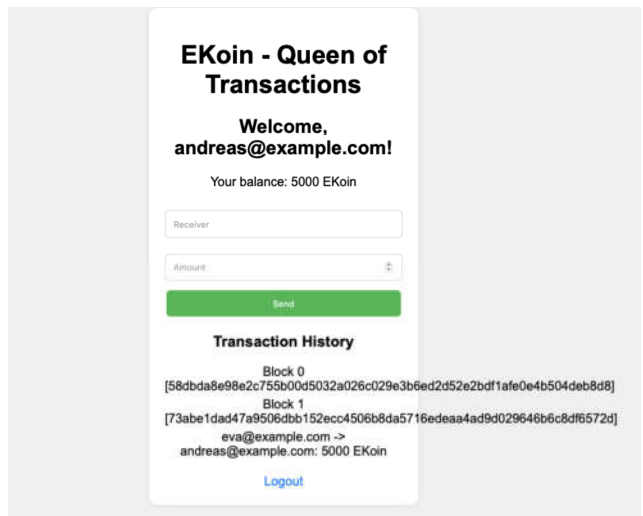 EKoin - Queen of
Transactions
Welcome,
andreas@example.com!
Your balance: 5000 EKoin
Receiver
Amount
Send
Transaction History
Block 0
[58dbda8e98e2c755b00d5032a026c029e3b6ed2d52e2bdf1afe0e4b504deb8d8]
Block 1
[73abe1dad47a9506dbb152ecc4506b8da5716edeaa4ad9d029646b6c8df6572d]
eva@example.com ->
andreas@example.com: 5000 EKoin
Logout